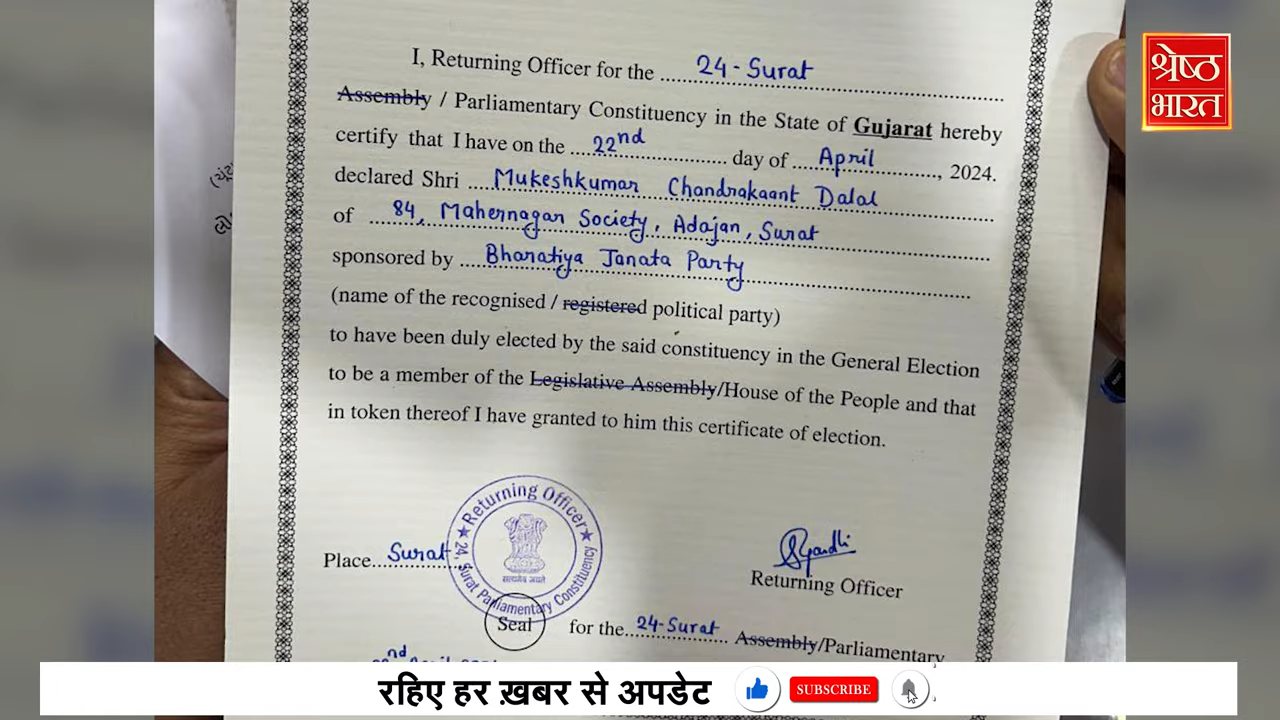 श्रेष्ठ
भारत
I, Returning Officer for the ........ 24-Surat ........
Assembly / Parliamentary Constituency in the State of Gujarat hereby
certify that I have on the ... 22nd ........ day of ... April ........, 2024.
declared Shri .... Mukeshkumar Chandrakaant Dalal ........
of .... 84, Mahernagar Society, Adajan, Surat ........
sponsored by .... Bharatiya Janata Party ........
(name of the recognised / registered political party)
to have been duly elected by the said constituency in the General Election
to be a member of the Legislative Assembly/House of the People and that
in token thereof I have granted to him this certificate of election.
★ Returning Officer ★
24, Surat Parliamentary Constituency
सत्यमेव जयते
Place... Surat ....
Returning Officer
Seal
for the... 24-Surat ... Assembly/Parliamentary
रहिए हर ख़बर से अपडेट
SUBSCRIBE